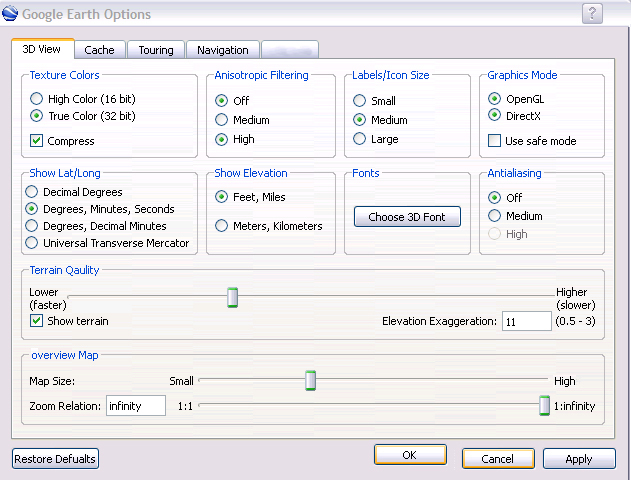 Google Earth Options
?
3D View Cache Touring Navigation
Texture Colors
High Color (16 bit)
True Color (32 bit)
Compress
Anisotropic Filtering
Off
Medium
High
Labels/Icon Size
Small
Medium
Large
Graphics Mode
OpenGL
DirectX
Use safe mode
Show Lat/Long
Decimal Degrees
Degrees, Minutes, Seconds
Degrees, Decimal Minutes
Universal Transverse Mercator
Show Elevation
Feet, Miles
Meters, Kilometers
Fonts
Choose 3D Font
Antialiasing
Off
Medium
High
Terrain Qaulity
Lower
(faster)
Higher
(slower)
Show terrain
Elevation Exaggeration: 11 (0.5 - 3)
overview Map
Map Size: Small High
Zoom Relation: infinity 1:1 1:infinity
Restore Defualts OK Cancel Apply